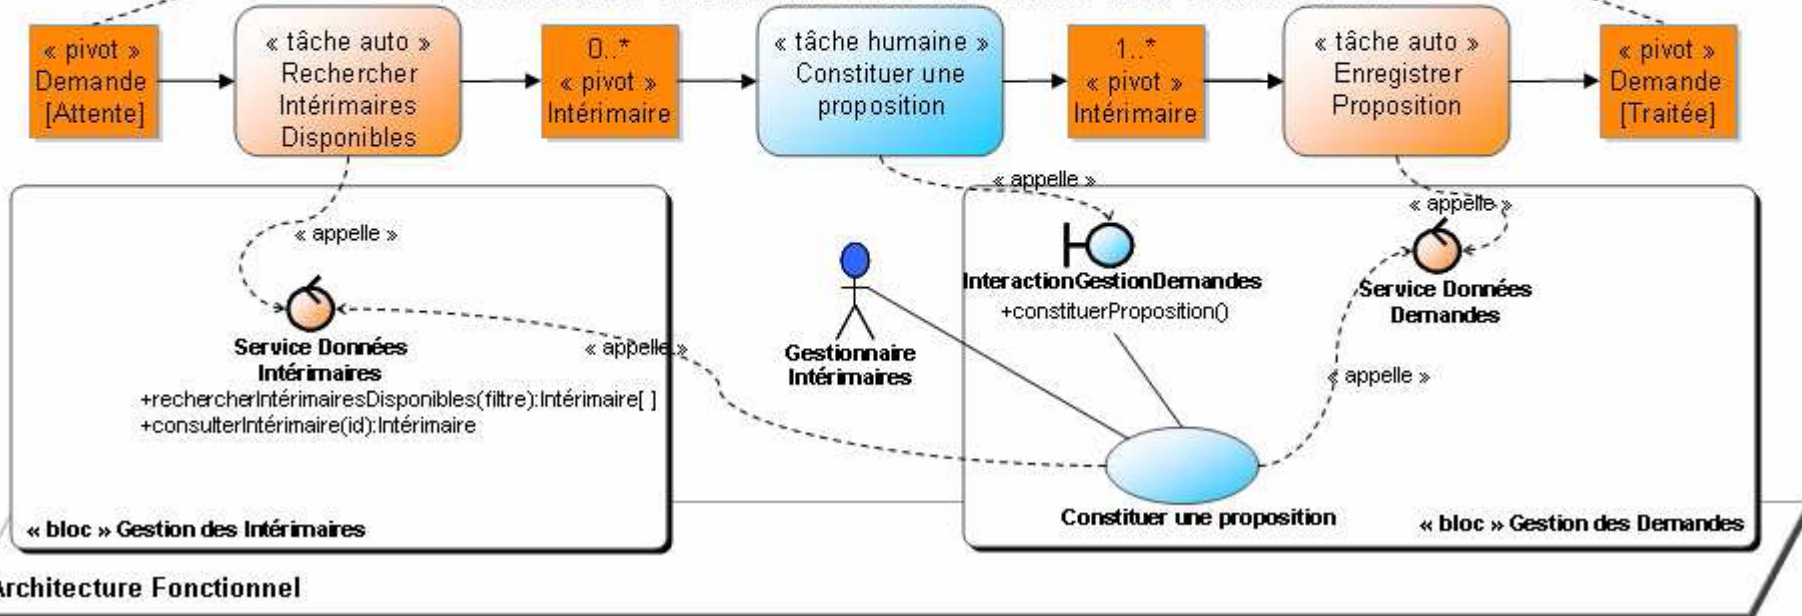 « pivot »
Demande
[Attente]
« tâche auto »
Rechercher
Intérimaires
Disponibles
0..*
« pivot »
Intérimaire
« tâche humaine »
Constituer une
proposition
1..*
« pivot »
Intérimaire
« tâche auto »
Enregistrer
Proposition
« pivot »
Demande
[Traitée]
« appelle »
« appelle »
« appelle »
Service Données
Intérimaires
+rechercherIntérimairesDisponibles(filtre):Intérimaire[ ]
+consulterIntérimaire(id):Intérimaire
« appelle »
Gestionnaire
Intérimaires
InteractionGestionDemandes
+constituerProposition()
Service Données
Demandes
« appelle »
Constituer une proposition
« bloc » Gestion des Intérimaires
« bloc » Gestion des Demandes
Architecture Fonctionnel